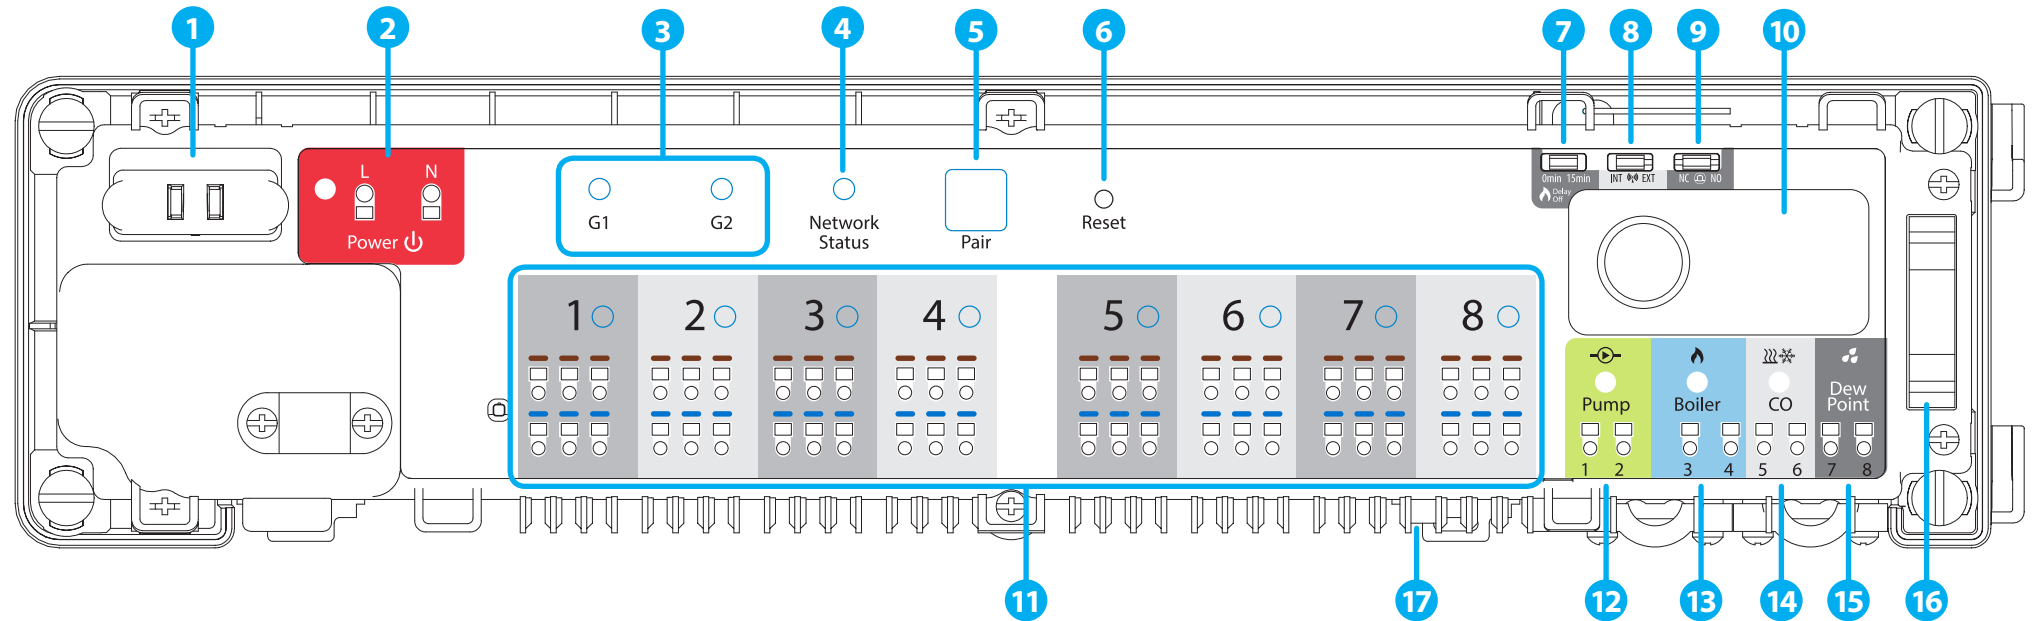 1 2 3 4 5 6 7 8 9 10
L N
Power
G1 G2
Network
Status
Pair
Reset
0min 15min
Delay
Off
INT EXT
NC NO
1 2 3 4 5 6 7 8
Pump
Boiler
CO
Dew
Point
1 2 3 4 5 6 7 8
11 17 12 13 14 15 16